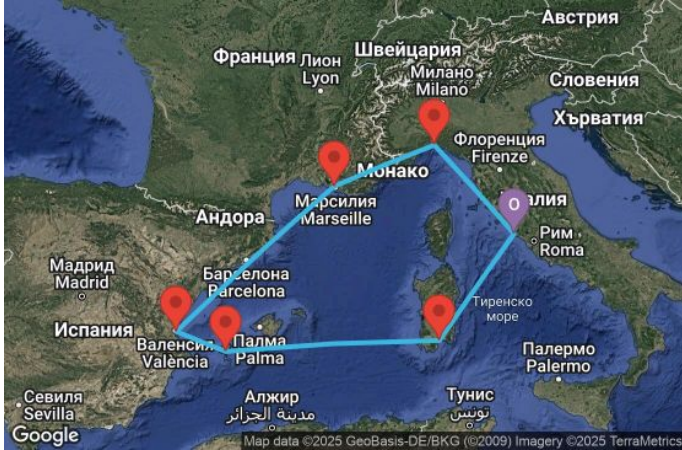 Австрия
Франция
Лион
Lyon
Швейцария
Милано
Milano
Словения
Хърватия
Флоренция
Firenze
Монако
Марсилия
Marseille
О
алия
Андора
Рим
Roma
Барселона
Barcelona
Мадрид
Madrid
Тиренско
море
Испания
Валенсия
València
Палма
Palma
Палермо
Palermo
Севиля
Sevilla
Алжир
مدينة الجزائر
Тунис
تونس
Google
Map data ©2025 GeoBasis-DE/BKG (©2009) Imagery ©2025 TerraMetrics